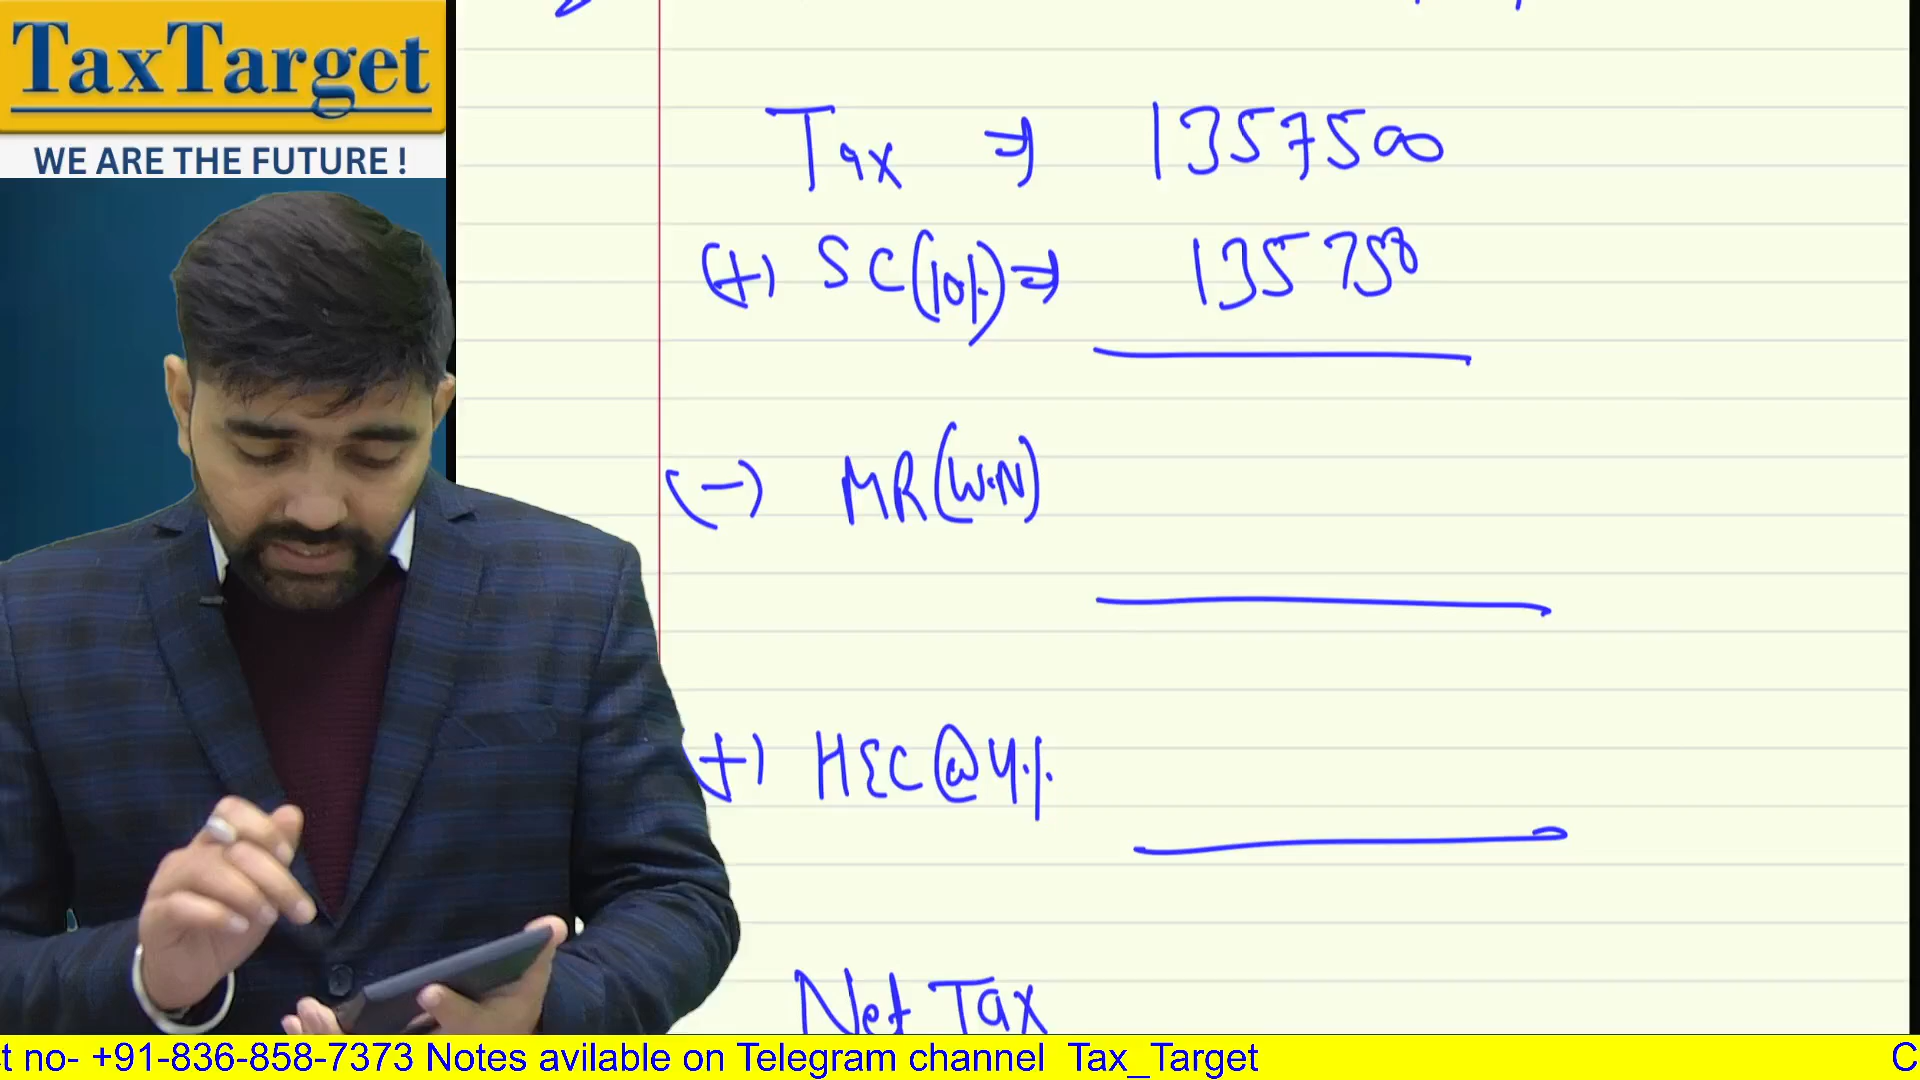 TaxTarget
WE ARE THE FUTURE !
Tax ⇒ 1357500
(+) SC(10%) ⇒ 135750
(-) MR(W.N)
(+) HEC@4%
Net Tax
t no- +91-836-858-7373 Notes avilable on Telegram channel Tax_Target C